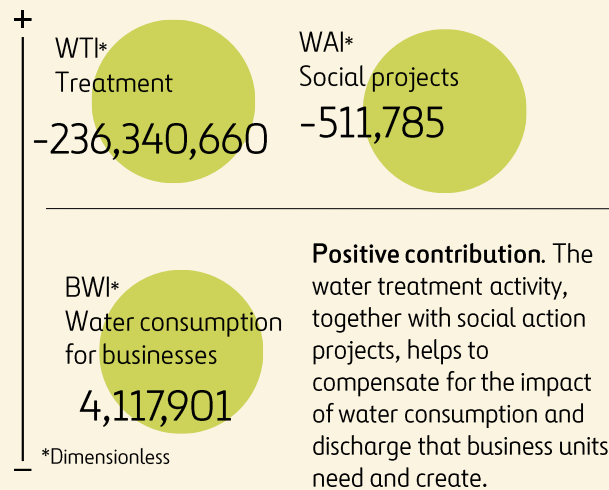 +
WTI*
Treatment
-236,340,660
WAI*
Social projects
-511,785
BWI*
Water consumption
for businesses
4,117,901
*Dimensionless
–
Positive contribution. The
water treatment activity,
together with social action
projects, helps to
compensate for the impact
of water consumption and
discharge that business units
need and create.